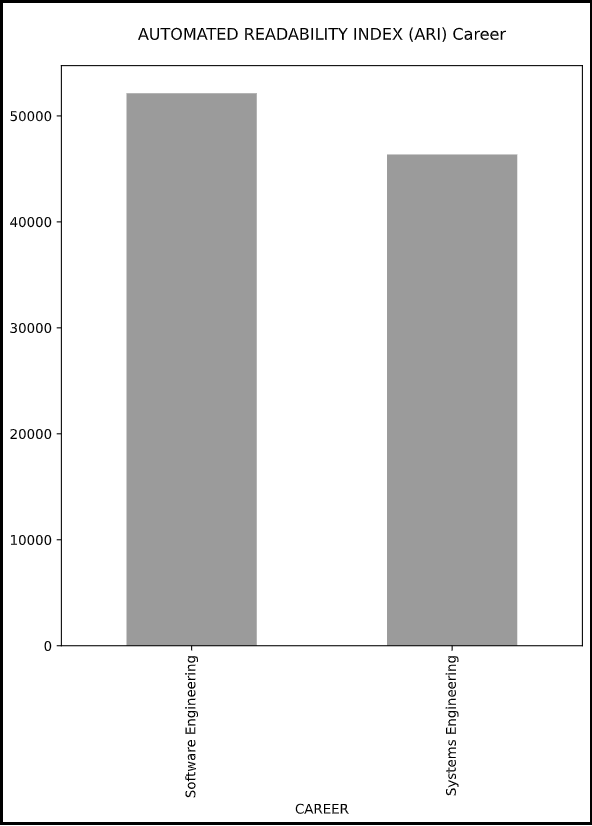 AUTOMATED READABILITY INDEX (ARI) Career
50000
40000
30000
20000
10000
0
Software Engineering
Systems Engineering
CAREER